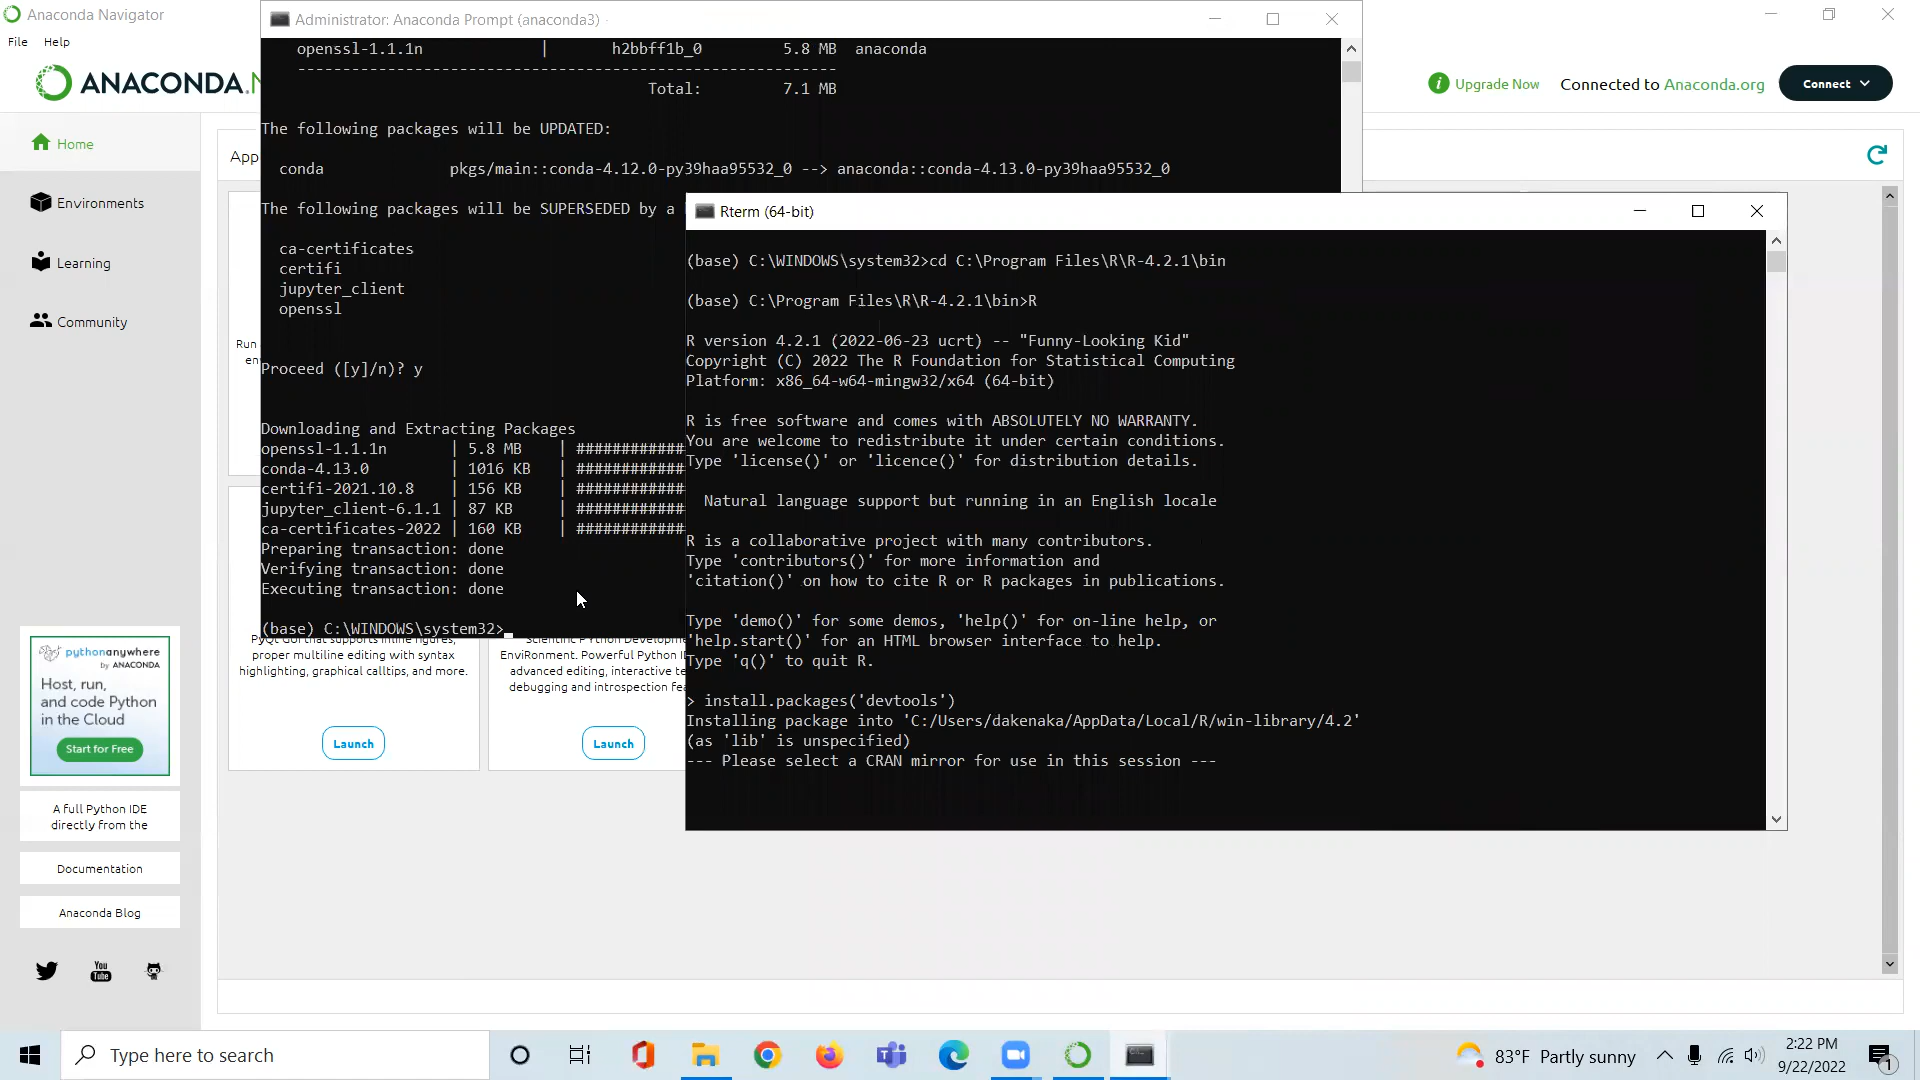 Anaconda Navigator
File Help
ANACONDA.
Upgrade Now
Connected to Anaconda.org
Connect
Home
Environments
Learning
Community
App
Run
en
Administrator: Anaconda Prompt (anaconda3)
openssl-1.1.1n | h2bbff1b_0 5.8 MB anaconda
------------------------------------------------------------
Total: 7.1 MB
The following packages will be UPDATED:
conda pkgs/main::conda-4.12.0-py39haa95532_0 --> anaconda::conda-4.13.0-py39haa95532_0
The following packages will be SUPERSEDED by a
ca-certificates
certifi
jupyter_client
openssl
Proceed ([y]/n)? y
Downloading and Extracting Packages
openssl-1.1.1n | 5.8 MB | ############
conda-4.13.0 | 1016 KB | ############
certifi-2021.10.8 | 156 KB | ############
jupyter_client-6.1.1 | 87 KB | ############
ca-certificates-2022 | 160 KB | ############
Preparing transaction: done
Verifying transaction: done
Executing transaction: done
(base) C:\WINDOWS\system32>
Rterm (64-bit)
(base) C:\WINDOWS\system32>cd C:\Program Files\R\R-4.2.1\bin
(base) C:\Program Files\R\R-4.2.1\bin>R
R version 4.2.1 (2022-06-23 ucrt) -- "Funny-Looking Kid"
Copyright (C) 2022 The R Foundation for Statistical Computing
Platform: x86_64-w64-mingw32/x64 (64-bit)
R is free software and comes with ABSOLUTELY NO WARRANTY.
You are welcome to redistribute it under certain conditions.
Type 'license()' or 'licence()' for distribution details.
Natural language support but running in an English locale
R is a collaborative project with many contributors.
Type 'contributors()' for more information and
'citation()' on how to cite R or R packages in publications.
Type 'demo()' for some demos, 'help()' for on-line help, or
'help.start()' for an HTML browser interface to help.
Type 'q()' to quit R.
> install.packages('devtools')
Installing package into 'C:/Users/dakenaka/AppData/Local/R/win-library/4.2'
(as 'lib' is unspecified)
--- Please select a CRAN mirror for use in this session ---
PyQt GUI that supports inline figures,
proper multiline editing with syntax
highlighting, graphical calltips, and more.
Launch
Scientific Python Developme
EnviRonment. Powerful Python ID
advanced editing, interactive te
debugging and introspection fea
Launch
pythonanywhere
by ANACONDA
Host, run,
and code Python
in the Cloud
Start for Free
A full Python IDE
directly from the
Documentation
Anaconda Blog
You
Tube
Type here to search
83°F Partly sunny
2:22 PM
9/22/2022
1